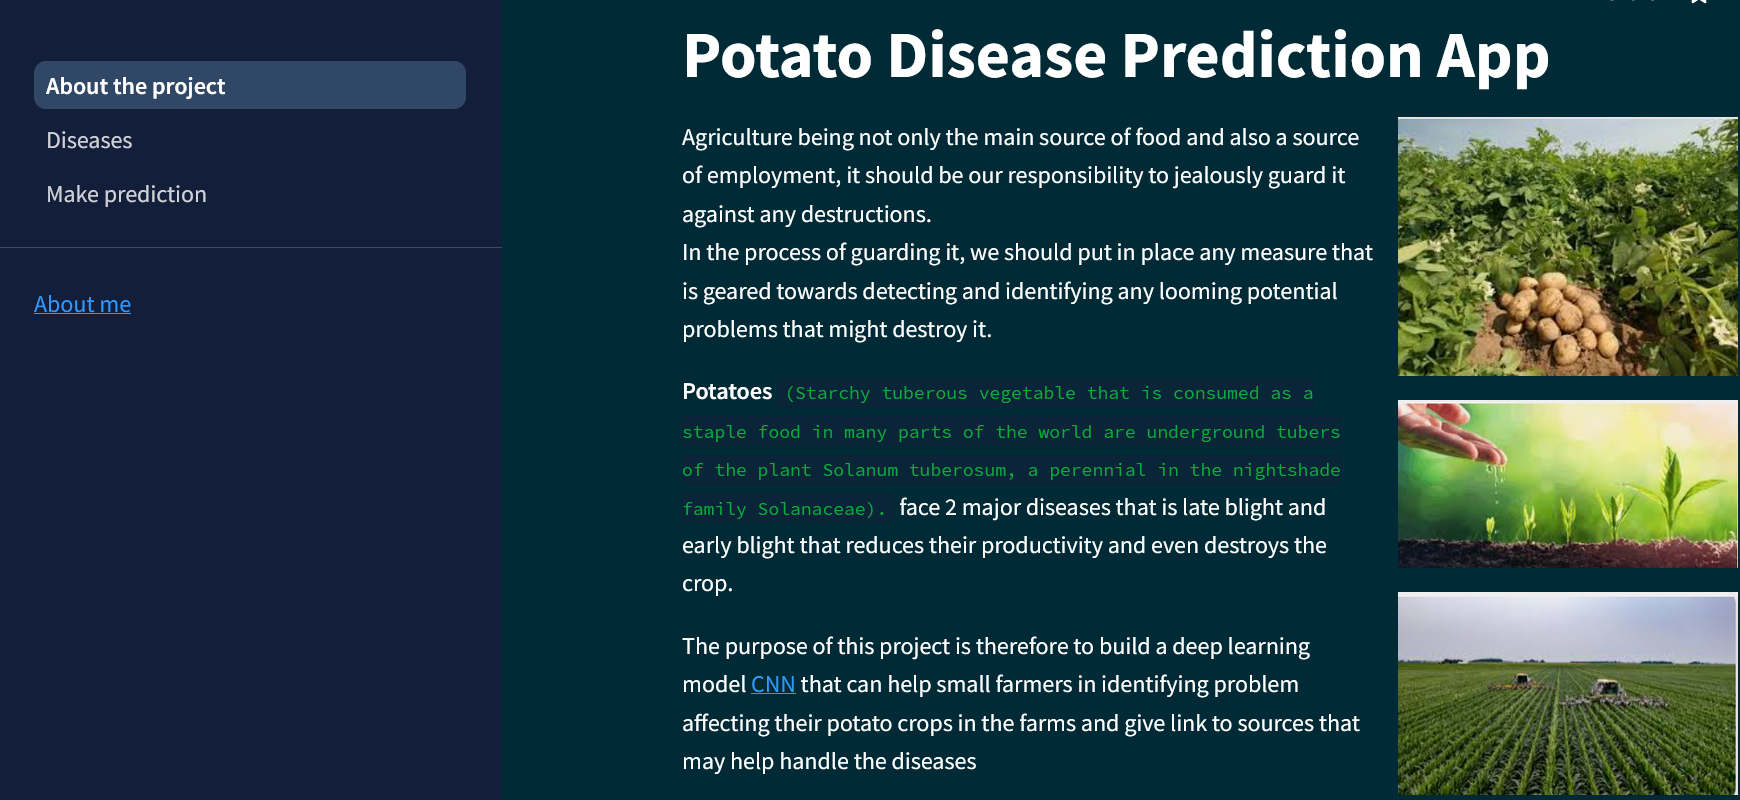 About the project
Diseases
Make prediction
About me
Potato Disease Prediction App
Agriculture being not only the main source of food and also a source
of employment, it should be our responsibility to jealously guard it
against any destructions.
In the process of guarding it, we should put in place any measure that
is geared towards detecting and identifying any looming potential
problems that might destroy it.
Potatoes (Starchy tuberous vegetable that is consumed as a
staple food in many parts of the world are underground tubers
of the plant Solanum tuberosum, a perennial in the nightshade
family Solanaceae). face 2 major diseases that is late blight and
early blight that reduces their productivity and even destroys the
crop.
The purpose of this project is therefore to build a deep learning
model CNN that can help small farmers in identifying problem
affecting their potato crops in the farms and give link to sources that
may help handle the diseases